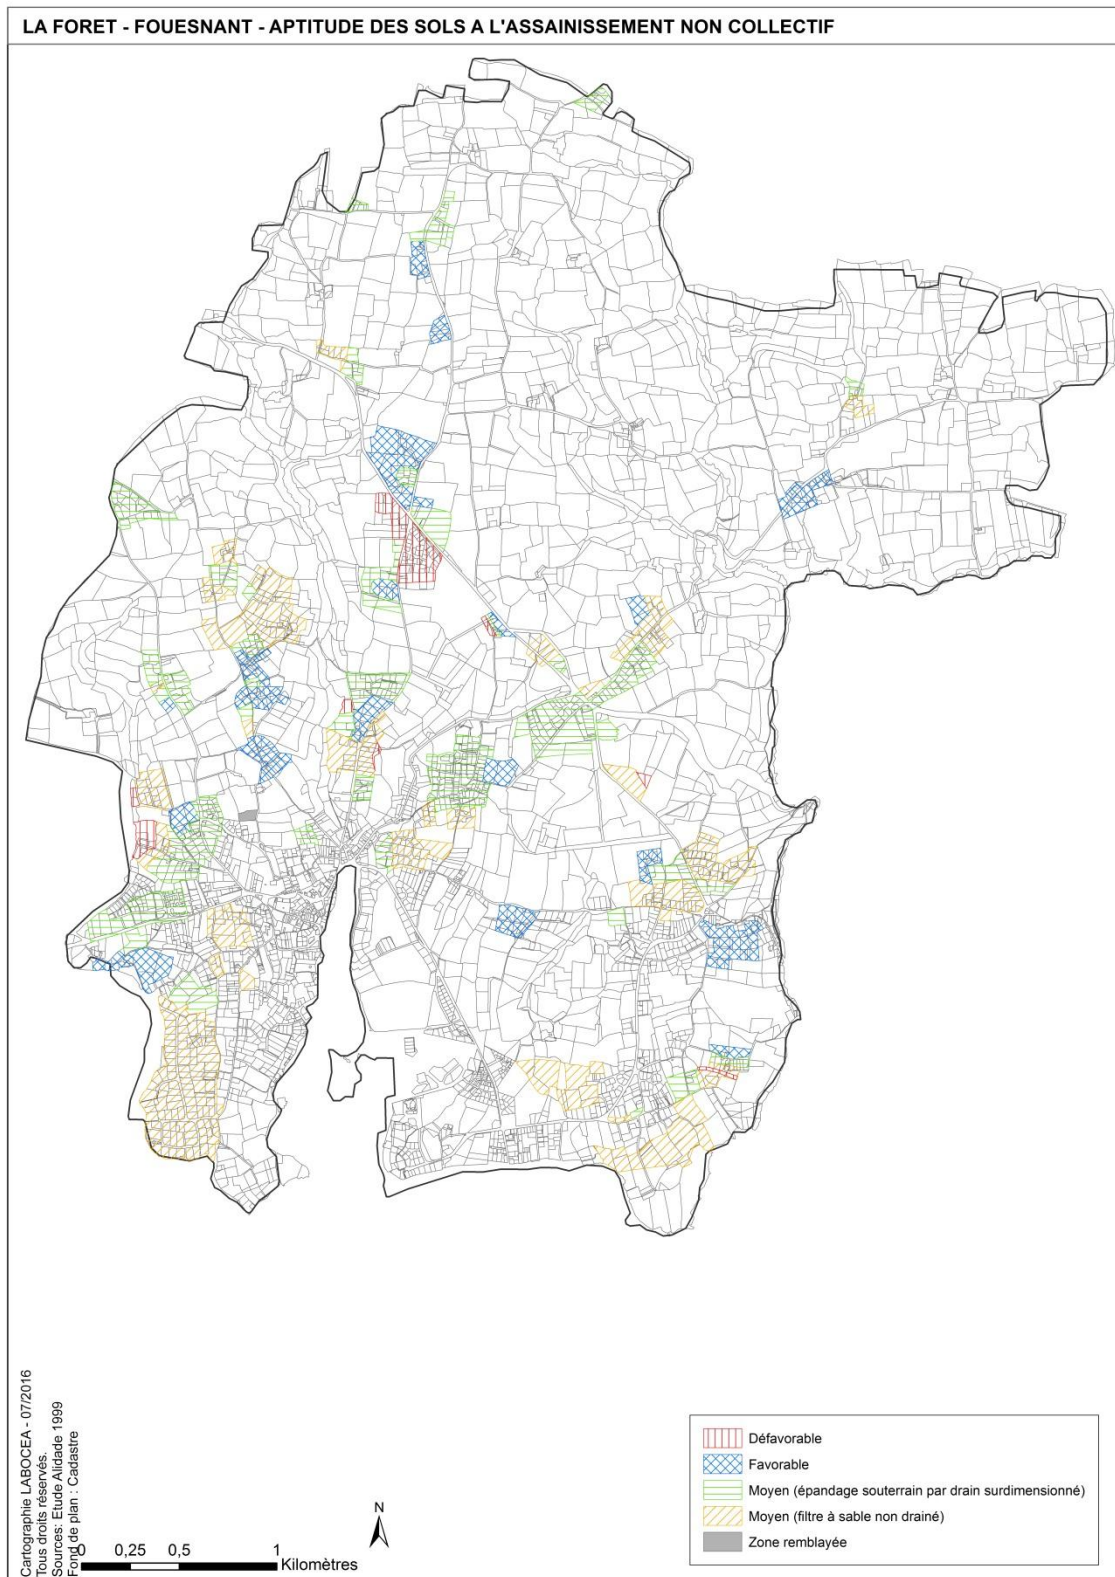 LA FORET - FOUESNANT - APTITUDE DES SOLS A L'ASSAINISSEMENT NON COLLECTIF
Cartographie LABOCEA - 07/2016
Tous droits réservés.
Sources: Etude Alidade 1999
Fond de plan : Cadastre
0 0,25 0,5 1
Kilomètres
N
Défavorable
Favorable
Moyen (épandage souterrain par drain surdimensionné)
Moyen (filtre à sable non drainé)
Zone remblayée